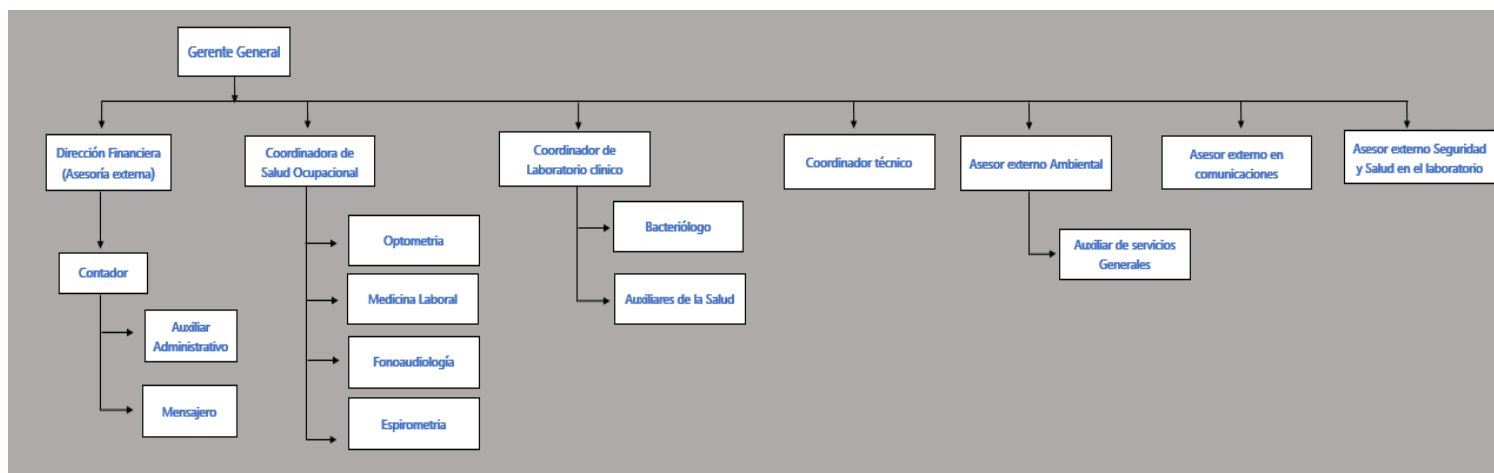 Gerente General
Dirección Financiera
(Asesoría externa)
Coordinadora de
Salud Ocupacional
Coordinador de
Laboratorio clinico
Coordinador técnico
Asesor externo Ambiental
Asesor externo en
comunicaciones
Asesor externo Seguridad
y Salud en el laboratorio
Contador
Auxiliar
Administrativo
Mensajero
Optometria
Medicina Laboral
Fonoaudiología
Espirometria
Bacteriólogo
Auxiliares de la Salud
Auxiliar de servicios
Generales